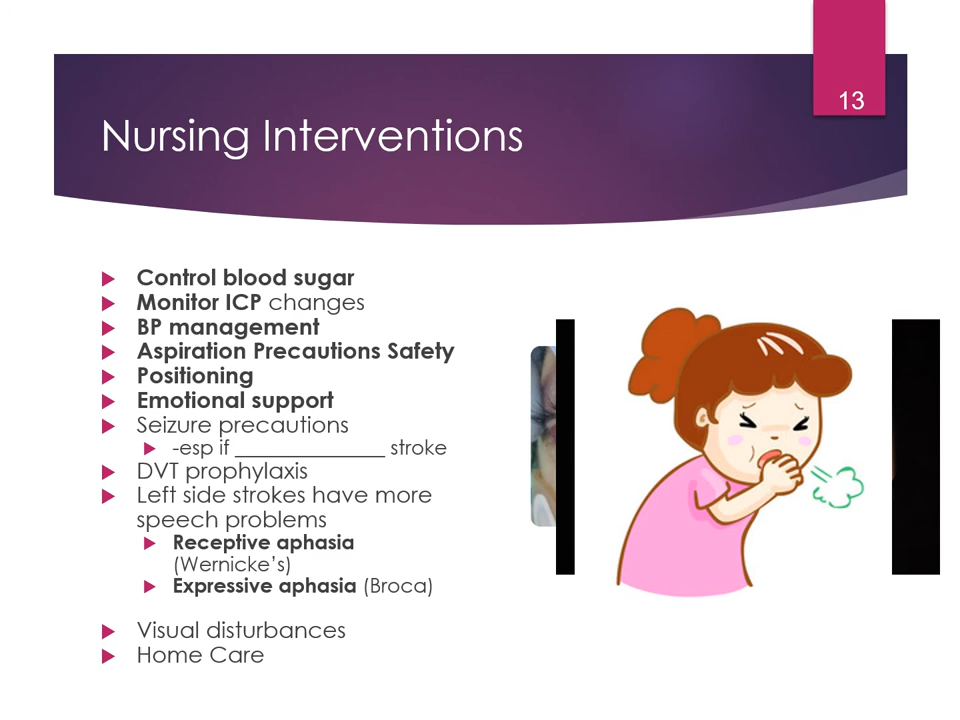 13
Nursing Interventions
Control blood sugar
Monitor ICP changes
BP management
Aspiration Precautions Safety
Positioning
Emotional support
Seizure precautions
-esp if ______________ stroke
DVT prophylaxis
Left side strokes have more
speech problems
Receptive aphasia
(Wernicke’s)
Expressive aphasia (Broca)
Visual disturbances
Home Care